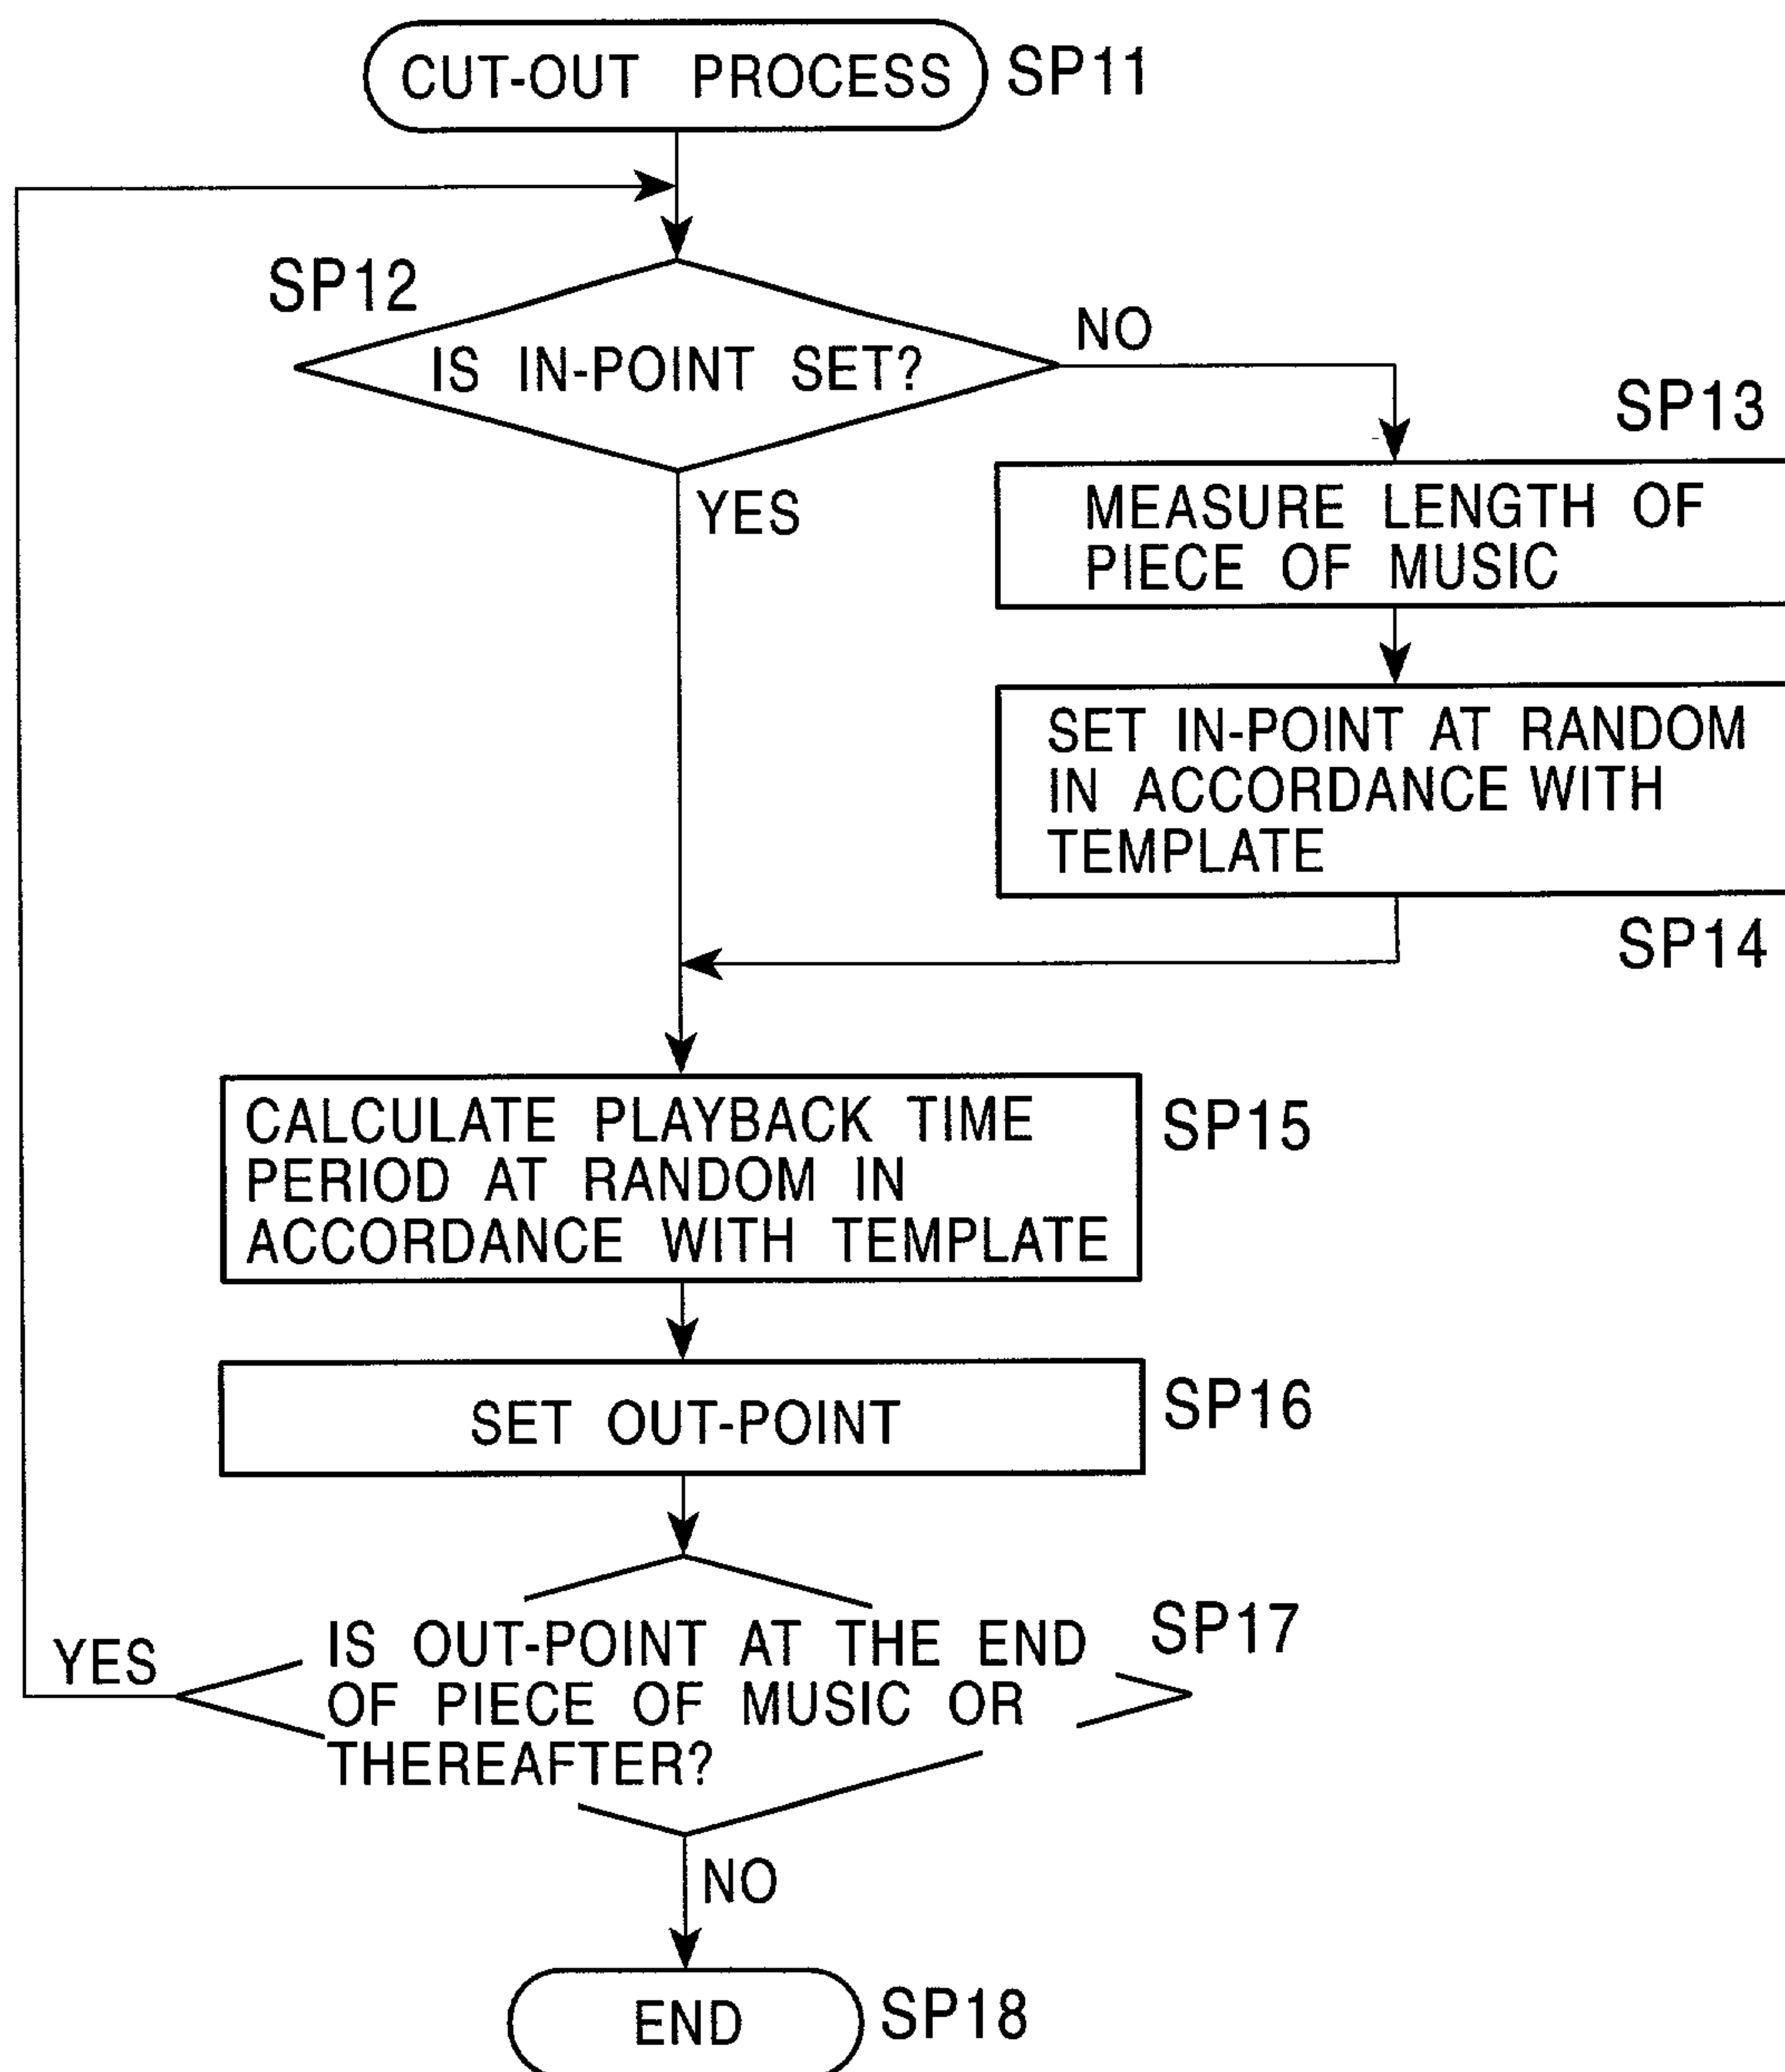 CUT-OUT PROCESS
SP11
SP12
IS IN-POINT SET?
NO
YES
SP13
MEASURE LENGTH OF
PIECE OF MUSIC
SET IN-POINT AT RANDOM
IN ACCORDANCE WITH
TEMPLATE
SP14
CALCULATE PLAYBACK TIME
PERIOD AT RANDOM IN
ACCORDANCE WITH TEMPLATE
SP15
SET OUT-POINT
SP16
IS OUT-POINT AT THE END
OF PIECE OF MUSIC OR
THEREAFTER?
SP17
YES
NO
END
SP18